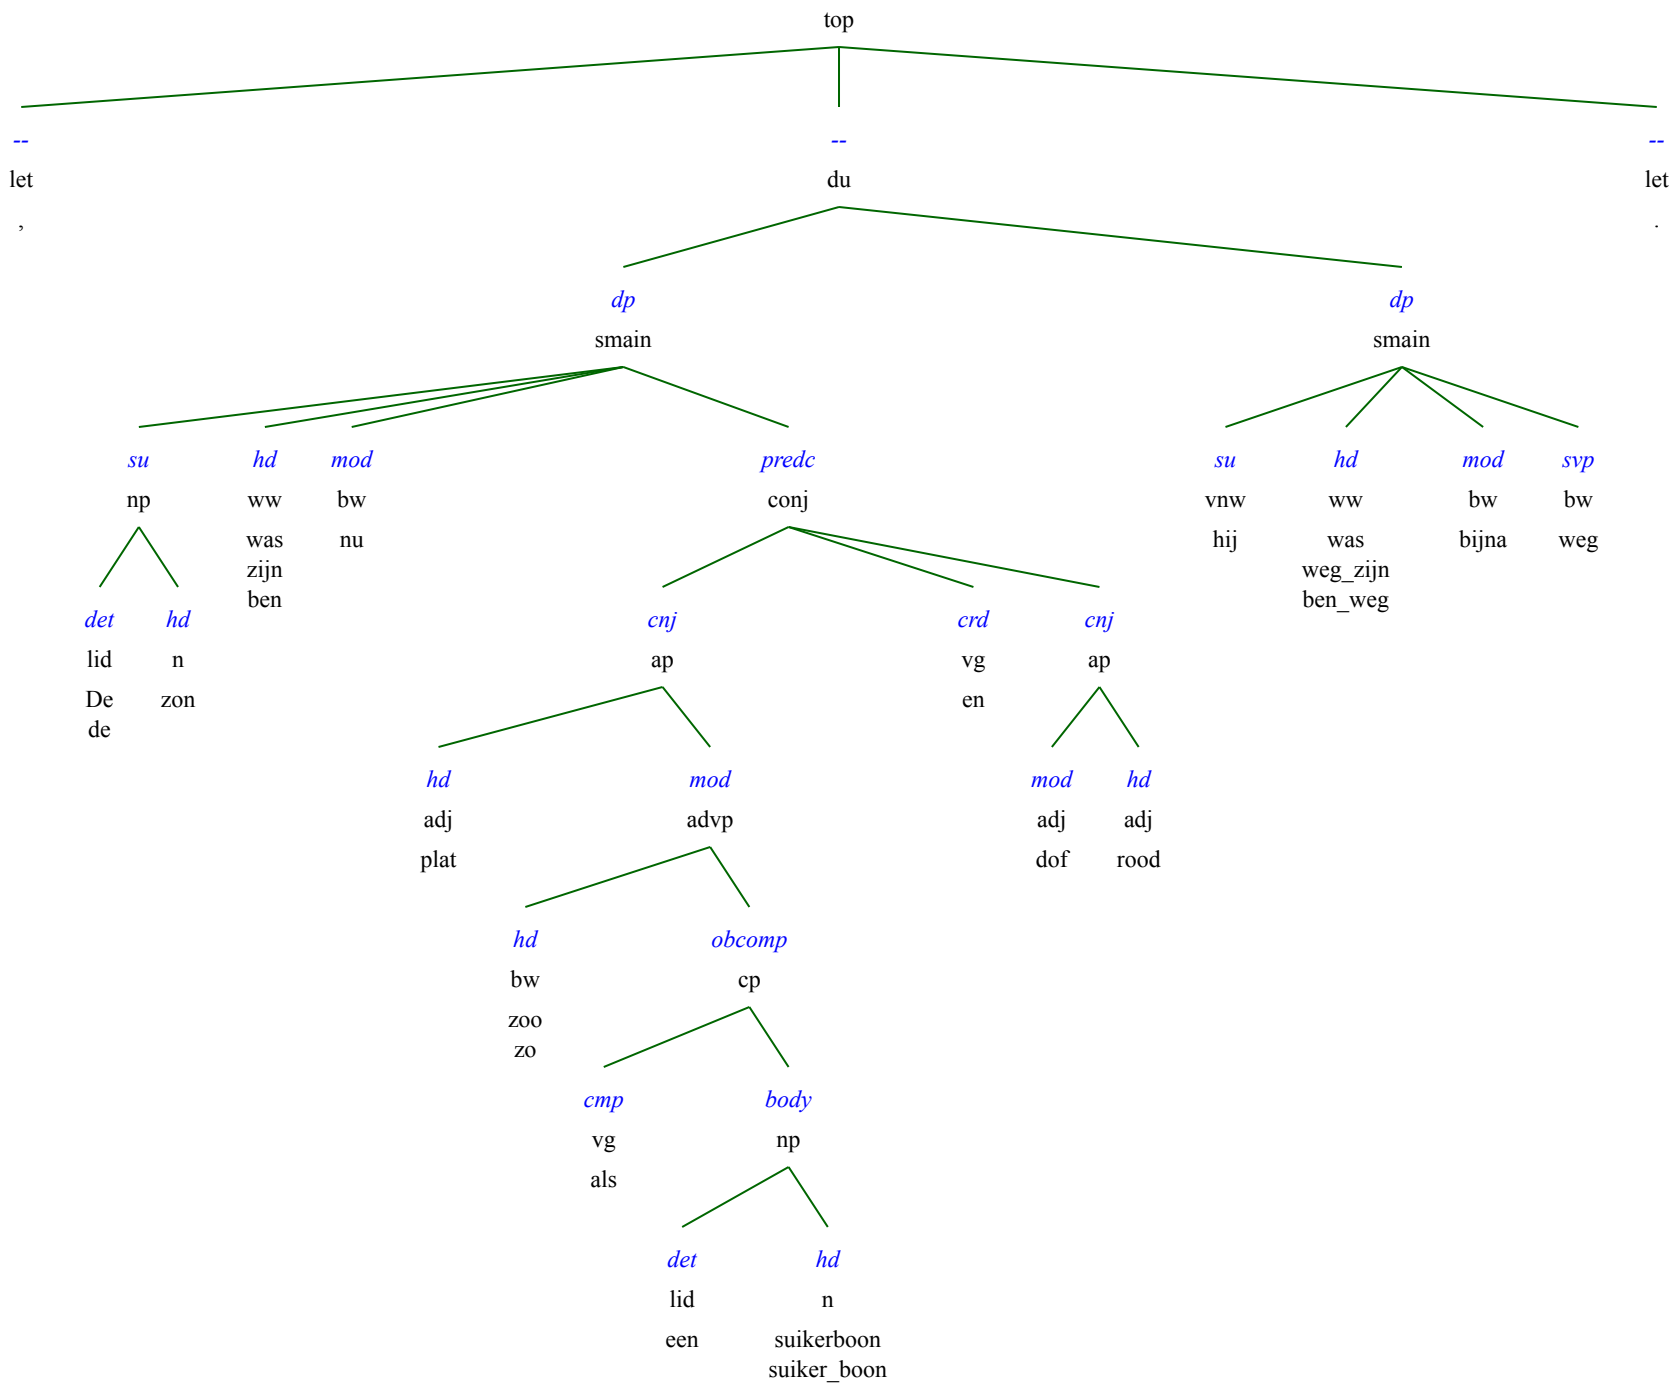 top
-- -- --
let du let
, .
dp dp
smain smain
su hd mod predc su hd mod svp
np ww bw conj vnw ww bw bw
was nu hij was bijna weg
zijn weg_zijn
ben ben_weg
det hd cnj crd cnj
lid n ap vg ap
De zon en
de
hd mod mod hd
adj advp adj adj
plat dof rood
hd obcomp
bw cp
zoo
zo
cmp body
vg np
als
det hd
lid n
een suikerboon
suiker_boon